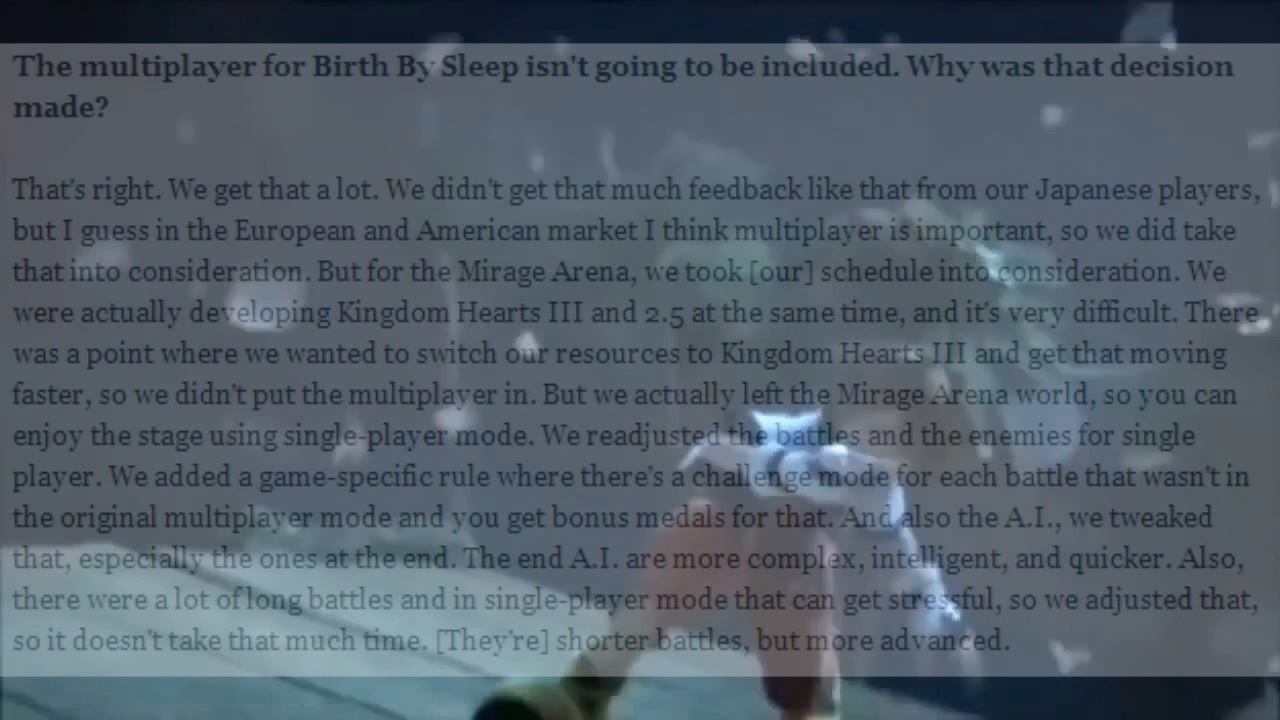 The multiplayer for Birth By Sleep isn't going to be included. Why was that decision
made?
That's right. We get that a lot. We didn't get that much feedback like that from our Japanese players,
but I guess in the European and American market I think multiplayer is important, so we did take
that into consideration. But for the Mirage Arena, we took [our] schedule into consideration. We
were actually developing Kingdom Hearts III and 2.5 at the same time, and it's very difficult. There
was a point where we wanted to switch our resources to Kingdom Hearts III and get that moving
faster, so we didn't put the multiplayer in. But we actually left the Mirage Arena world, so you can
enjoy the stage using single-player mode. We readjusted the battles and the enemies for single
player. We added a game-specific rule where there's a challenge mode for each battle that wasn't in
the original multiplayer mode and you get bonus medals for that. And also the A.I., we tweaked
that, especially the ones at the end. The end A.I. are more complex, intelligent, and quicker. Also,
there were a lot of long battles and in single-player mode that can get stressful, so we adjusted that,
so it doesn't take that much time. [They're] shorter battles, but more advanced.